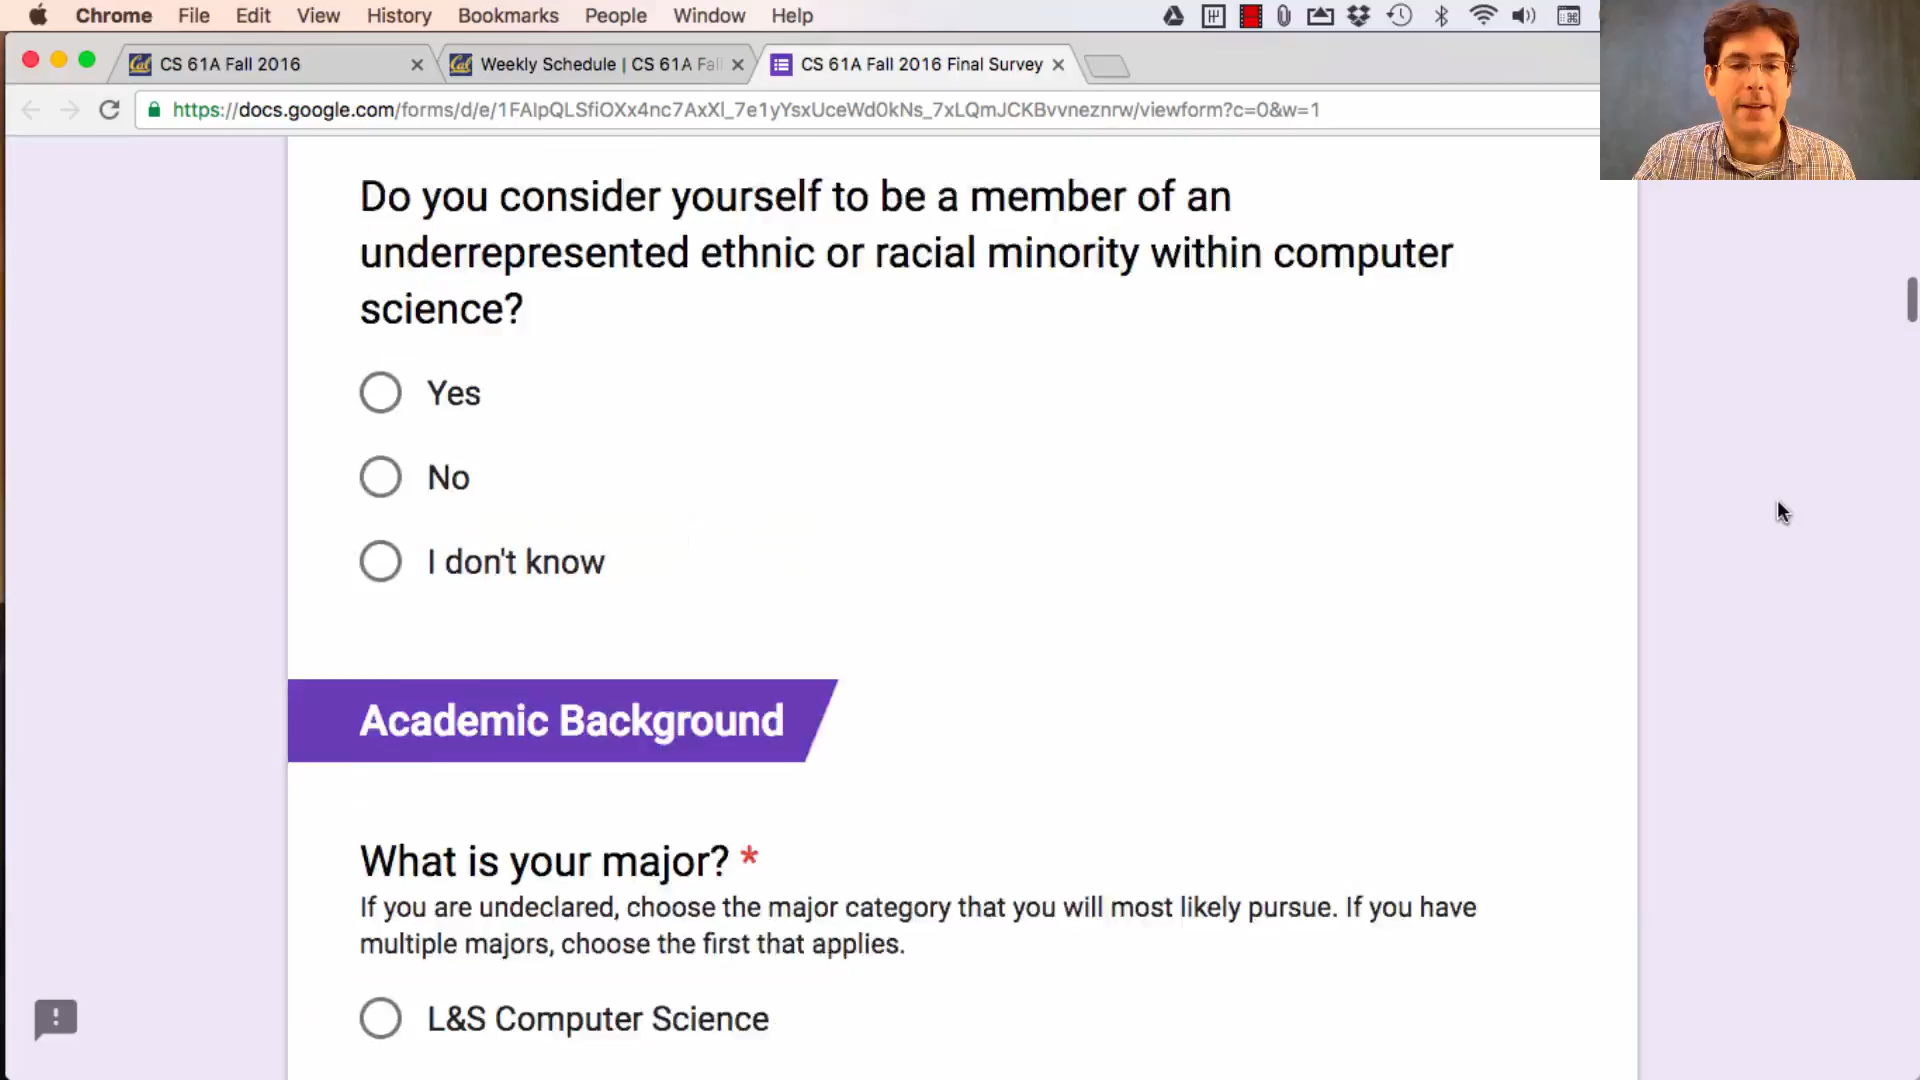 Chrome File Edit View History Bookmarks People Window Help
CS 61A Fall 2016
Weekly Schedule | CS 61A Fall
CS 61A Fall 2016 Final Survey
https://docs.google.com/forms/d/e/1FAIpQLSfiOXx4nc7AxXl_7e1yYsxUceWd0kNs_7xLQmJCKBvvneznrw/viewform?c=0&w=1
Do you consider yourself to be a member of an
underrepresented ethnic or racial minority within computer
science?
Yes
No
I don't know
Academic Background
What is your major? *
If you are undeclared, choose the major category that you will most likely pursue. If you have
multiple majors, choose the first that applies.
L&S Computer Science